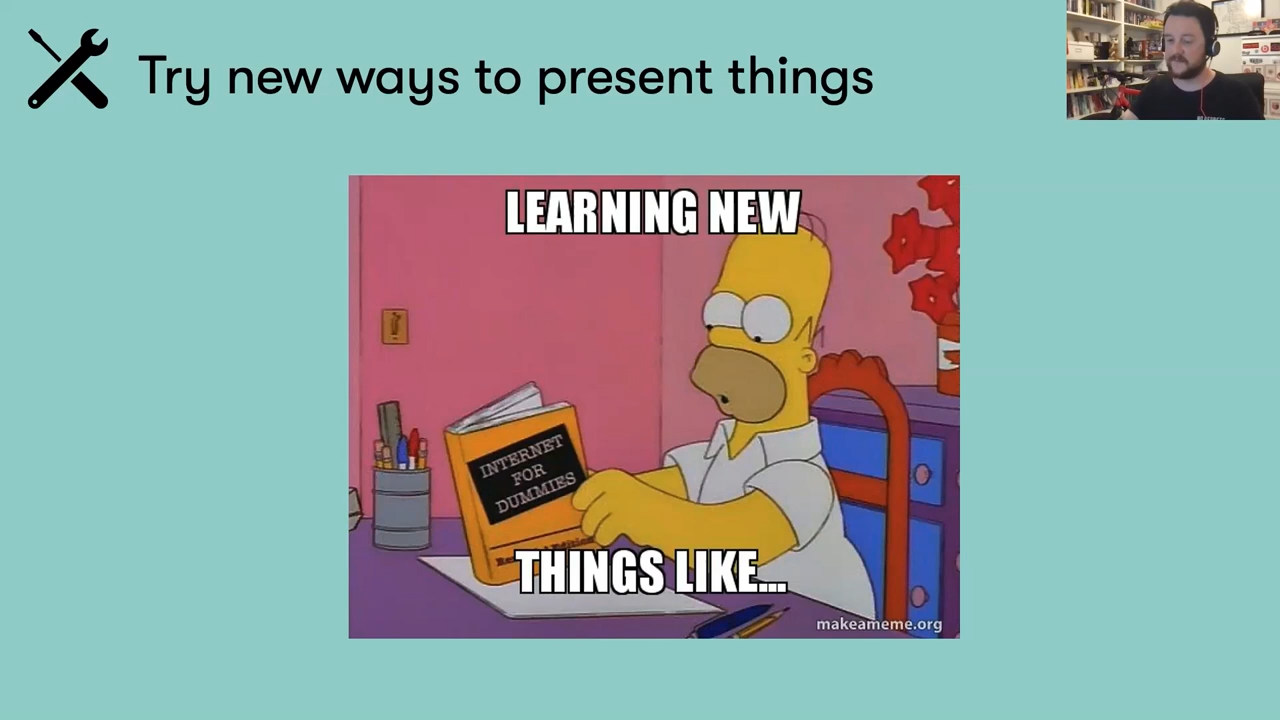 Try new ways to present things
LEARNING NEW
INTERNET
FOR
DUMMIES
THINGS LIKE...
makeameme.org